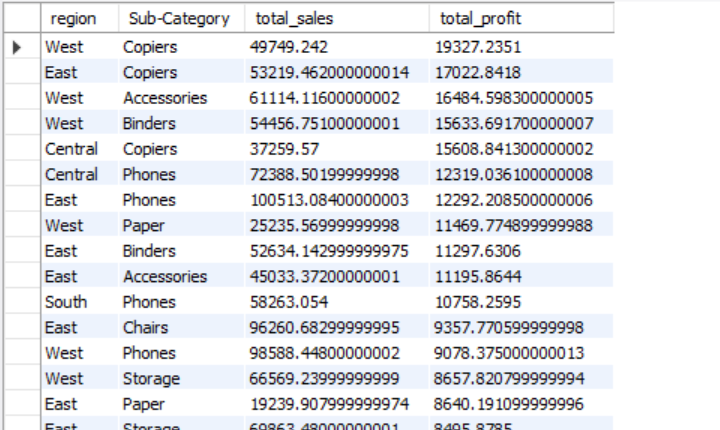 region Sub-Category total_sales total_profit
West Copiers 49749.242 19327.2351
East Copiers 53219.462000000014 17022.8418
West Accessories 61114.11600000002 16484.598300000005
West Binders 54456.75100000001 15633.691700000007
Central Copiers 37259.57 15608.841300000002
Central Phones 72388.50199999998 12319.036100000008
East Phones 100513.08400000003 12292.208500000006
West Paper 25235.56999999998 11469.774899999988
East Binders 52634.142999999975 11297.6306
East Accessories 45033.37200000001 11195.8644
South Phones 58263.054 10758.2595
East Chairs 96260.68299999995 9357.770599999998
West Phones 98588.44800000002 9078.375000000013
West Storage 66569.23999999999 8657.820799999994
East Paper 19239.907999999974 8640.191099999996
East Storage 69863.48000000001 8495.8785